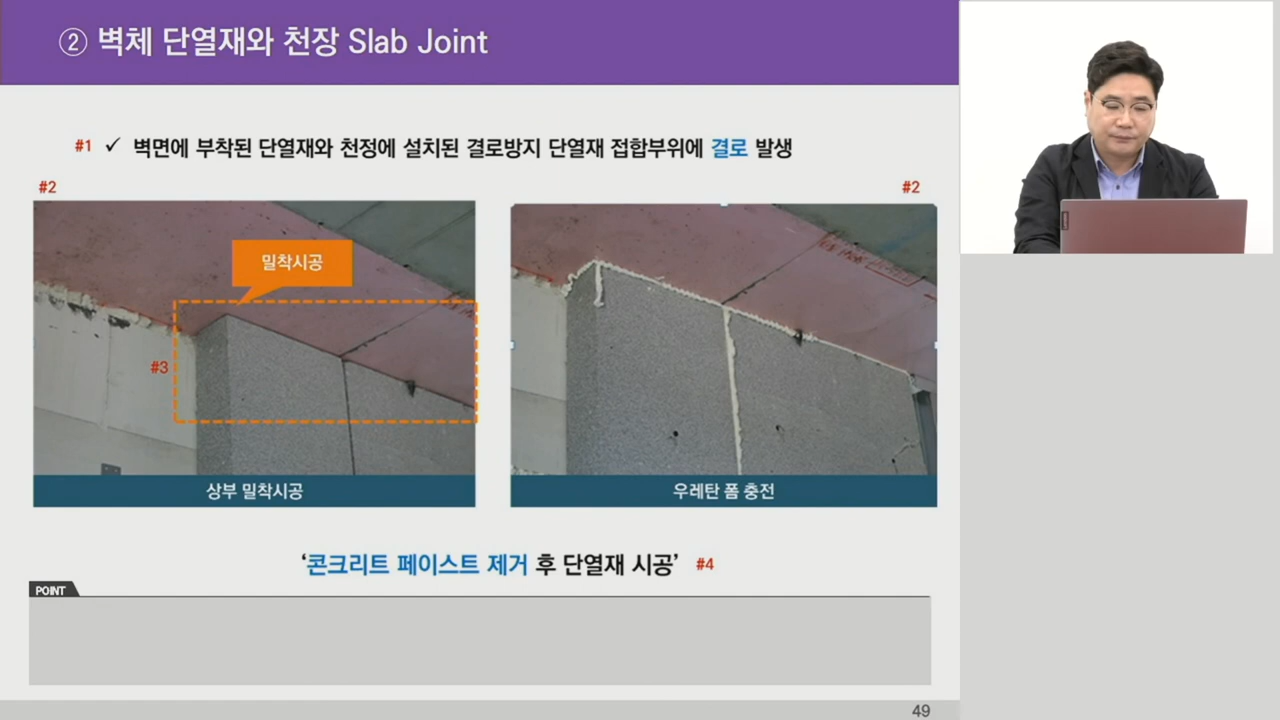 ② 벽체 단열재와 천장 Slab Joint
#1 ✓ 벽면에 부착된 단열재와 천정에 설치된 결로방지 단열재 접합부위에 결로 발생
#2
#2
밀착시공
#3
상부 밀착시공
우레탄 폼 충전
‘콘크리트 페이스트 제거 후 단열재 시공’ #4
POINT
49